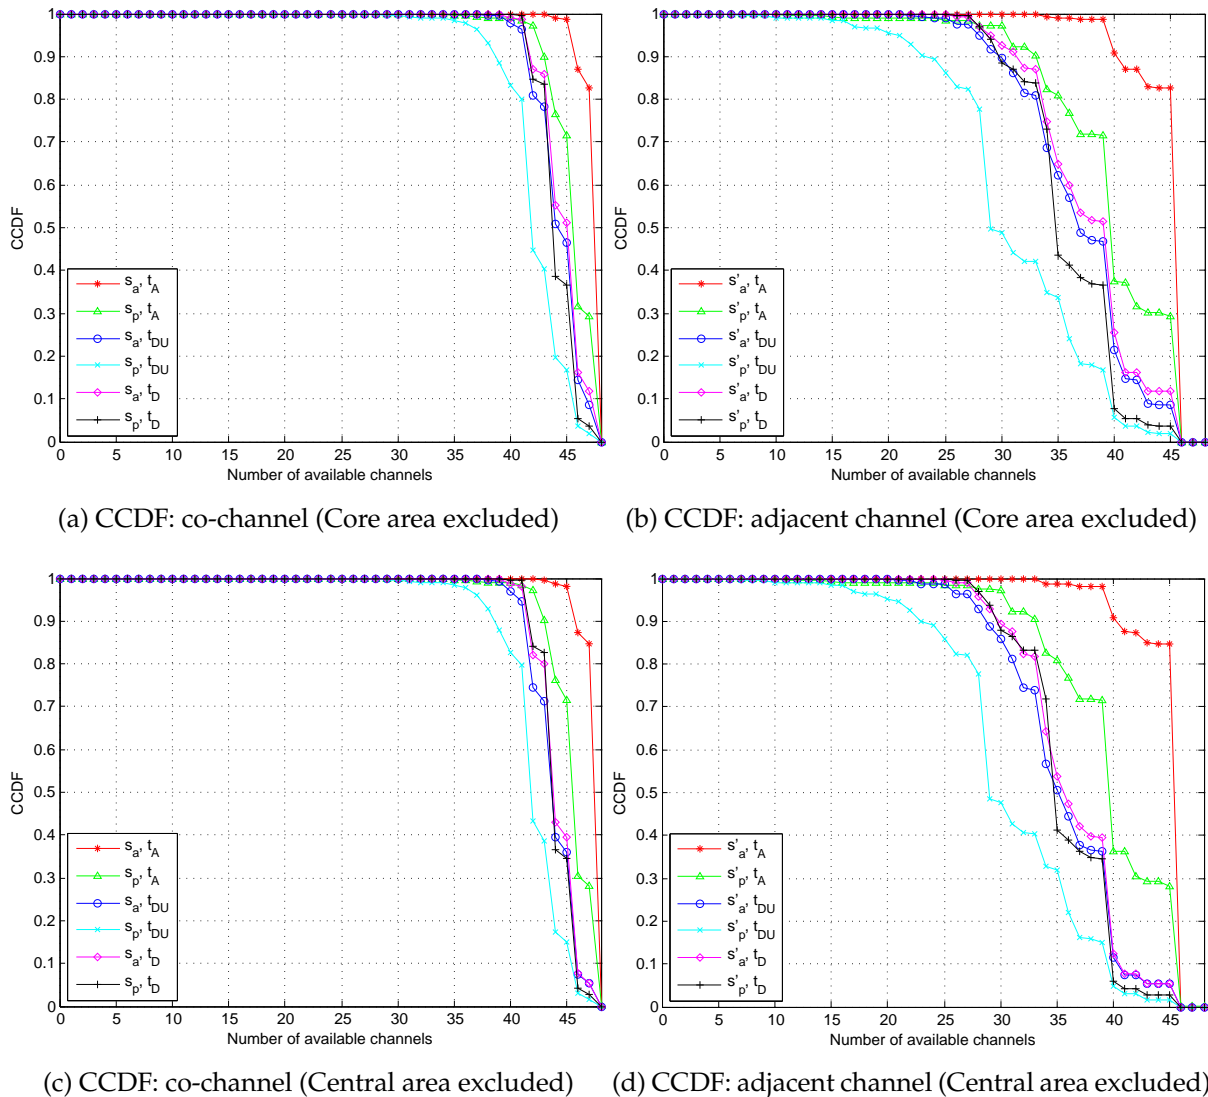 1
0.9
0.8
0.7
0.6
0.5
0.4
0.3
0.2
0.1
0
CCDF
s_a, t_A
s_p, t_A
s_a, t_DU
s_p, t_DU
s_a, t_D
s_p, t_D
0 5 10 15 20 25 30 35 40 45
Number of available channels
(a) CCDF: co-channel (Core area excluded)
1
0.9
0.8
0.7
0.6
0.5
0.4
0.3
0.2
0.1
0
CCDF
s'_a, t_A
s'_p, t_A
s'_a, t_DU
s'_p, t_DU
s'_a, t_D
s'_p, t_D
0 5 10 15 20 25 30 35 40 45
Number of available channels
(b) CCDF: adjacent channel (Core area excluded)
1
0.9
0.8
0.7
0.6
0.5
0.4
0.3
0.2
0.1
0
CCDF
s_a, t_A
s_p, t_A
s_a, t_DU
s_p, t_DU
s_a, t_D
s_p, t_D
0 5 10 15 20 25 30 35 40 45
Number of available channels
(c) CCDF: co-channel (Central area excluded)
1
0.9
0.8
0.7
0.6
0.5
0.4
0.3
0.2
0.1
0
CCDF
s'_a, t_A
s'_p, t_A
s'_a, t_DU
s'_p, t_DU
s'_a, t_D
s'_p, t_D
0 5 10 15 20 25 30 35 40 45
Number of available channels
(d) CCDF: adjacent channel (Central area excluded)